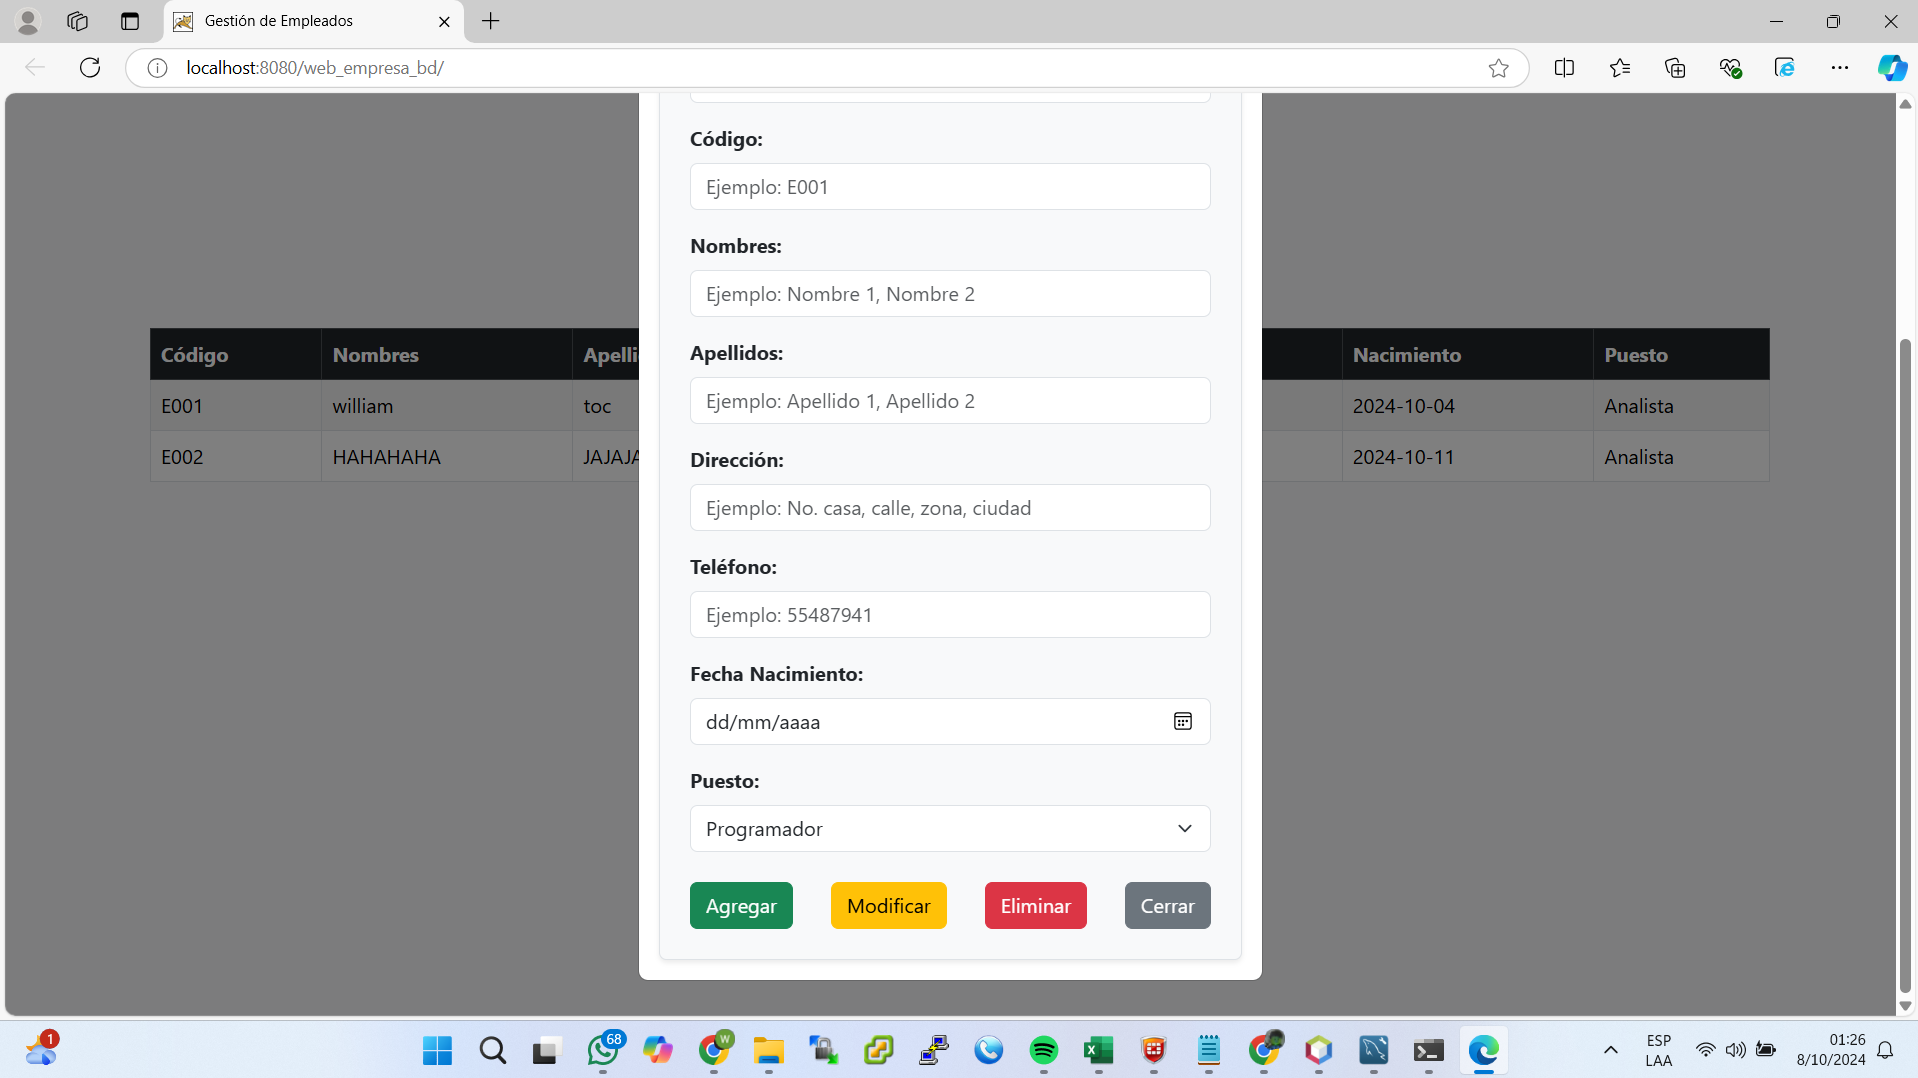 Gestión de Empleados
localhost:8080/web_empresa_bd/
Código:
Ejemplo: E001
Nombres:
Ejemplo: Nombre 1, Nombre 2
Apellidos:
Ejemplo: Apellido 1, Apellido 2
Dirección:
Ejemplo: No. casa, calle, zona, ciudad
Teléfono:
Ejemplo: 55487941
Fecha Nacimiento:
dd/mm/aaaa
Puesto:
Programador
Agregar Modificar Eliminar Cerrar
Código Nombres Apelli Nacimiento Puesto
E001 william toc 2024-10-04 Analista
E002 HAHAHAHA JAJAJA 2024-10-11 Analista
1
68
W
ESP
LAA
01:26
8/10/2024